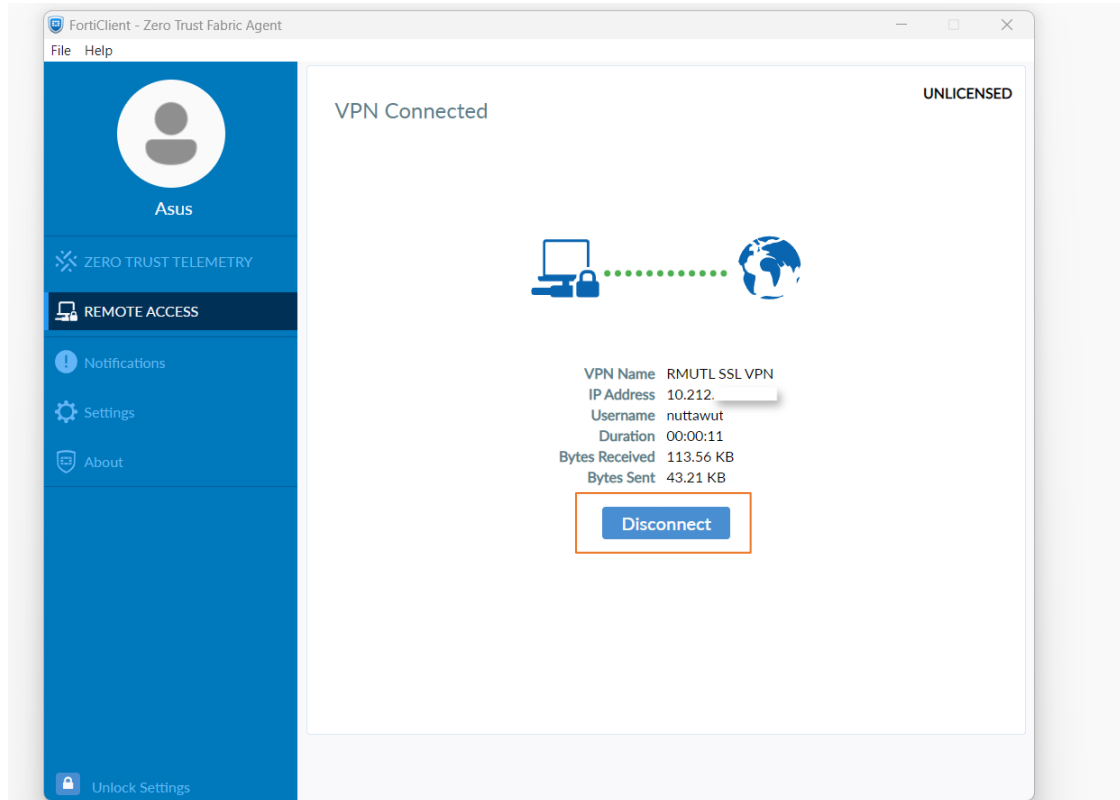 FortiClient - Zero Trust Fabric Agent
File Help
UNLICENSED
VPN Connected
Asus
ZERO TRUST TELEMETRY
REMOTE ACCESS
Notifications
Settings
About
VPN Name RMUTL SSL VPN
IP Address 10.212.
Username nuttawut
Duration 00:00:11
Bytes Received 113.56 KB
Bytes Sent 43.21 KB
Disconnect
Unlock Settings